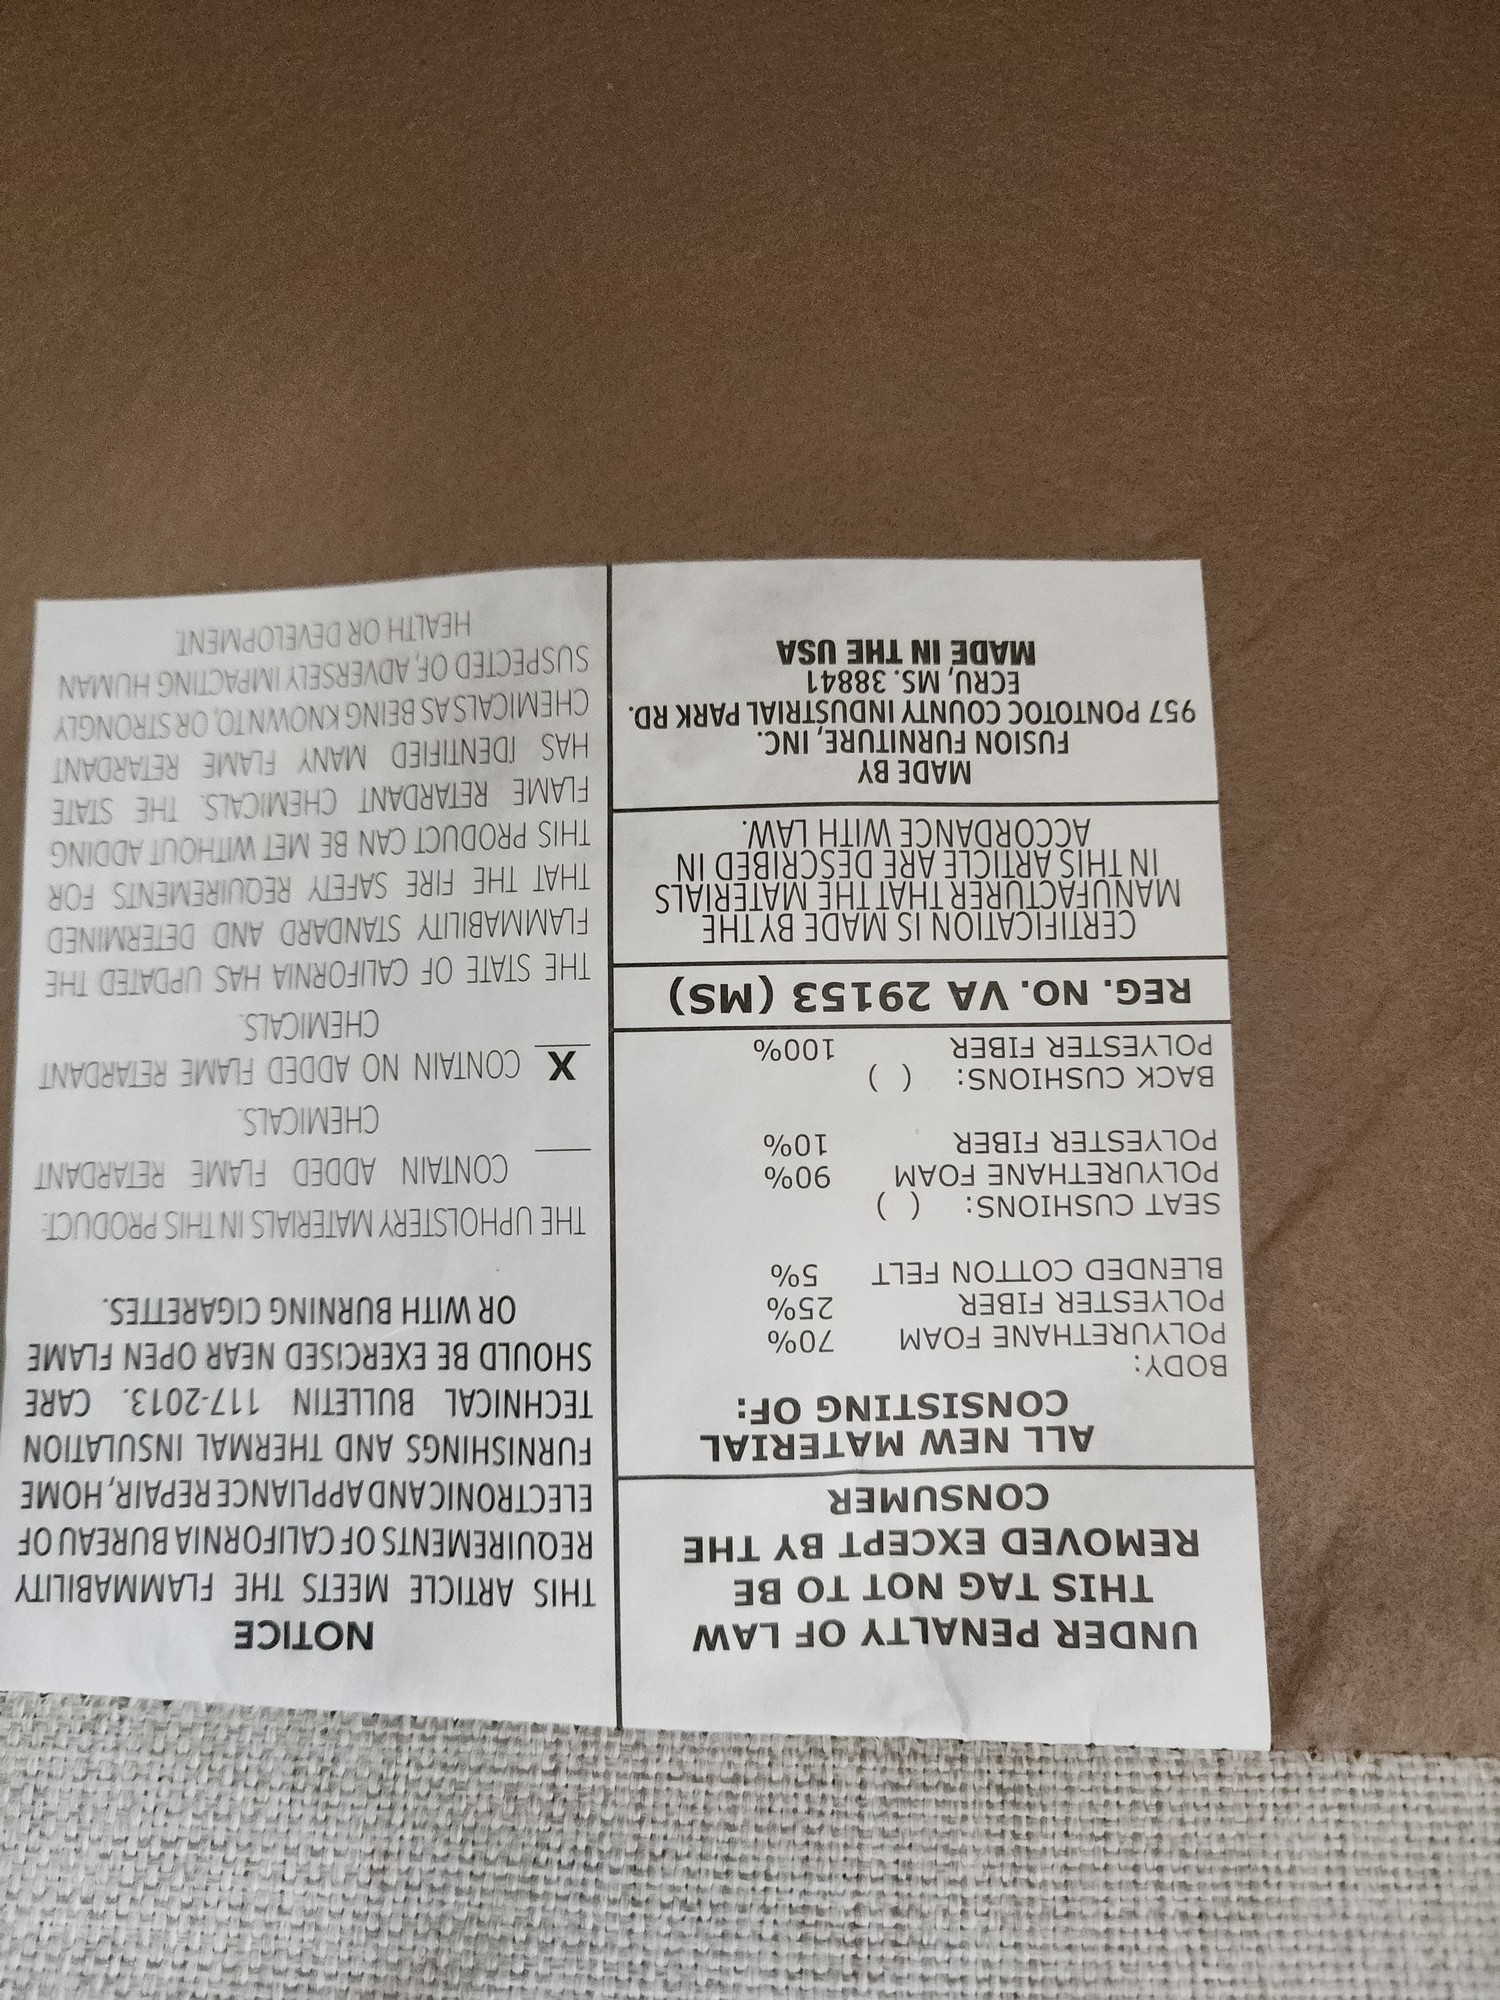 UNDER PENALTY OF LAW
THIS TAG NOT TO BE
REMOVED EXCEPT BY THE
CONSUMER
ALL NEW MATERIAL
CONSISTING OF:
BODY:
POLYURETHANE FOAM 70%
POLYESTER FIBER 25%
BLENDED COTTON FELT 5%
SEAT CUSHIONS: ( )
POLYURETHANE FOAM 90%
POLYESTER FIBER 10%
BACK CUSHIONS: ( )
POLYESTER FIBER 100%
REG. NO. VA 29153 (MS)
CERTIFICATION IS MADE BY THE
MANUFACTURER THAT THE MATERIALS
IN THIS ARTICLE ARE DESCRIBED IN
ACCORDANCE WITH LAW.
MADE BY
FUSION FURNITURE, INC.
957 PONTOTOC COUNTY INDUSTRIAL PARK RD.
ECRU, MS. 38841
MADE IN THE USA
NOTICE
THIS ARTICLE MEETS THE FLAMMABILITY
REQUIREMENTS OF CALIFORNIA BUREAU OF
ELECTRONIC AND APPLIANCE REPAIR, HOME
FURNISHINGS AND THERMAL INSULATION
TECHNICAL BULLETIN 117-2013. CARE
SHOULD BE EXERCISED NEAR OPEN FLAME
OR WITH BURNING CIGARETTES.
THE UPHOLSTERY MATERIALS IN THIS PRODUCT:
___ CONTAIN ADDED FLAME RETARDANT
CHEMICALS.
X CONTAIN NO ADDED FLAME RETARDANT
CHEMICALS.
THE STATE OF CALIFORNIA HAS UPDATED THE
FLAMMABILITY STANDARD AND DETERMINED
THAT THE FIRE SAFETY REQUIREMENTS FOR
THIS PRODUCT CAN BE MET WITHOUT ADDING
FLAME RETARDANT CHEMICALS. THE STATE
HAS IDENTIFIED MANY FLAME RETARDANT
CHEMICALS AS BEING KNOWN TO, OR STRONGLY
SUSPECTED OF, ADVERSELY IMPACTING HUMAN
HEALTH OR DEVELOPMENT.